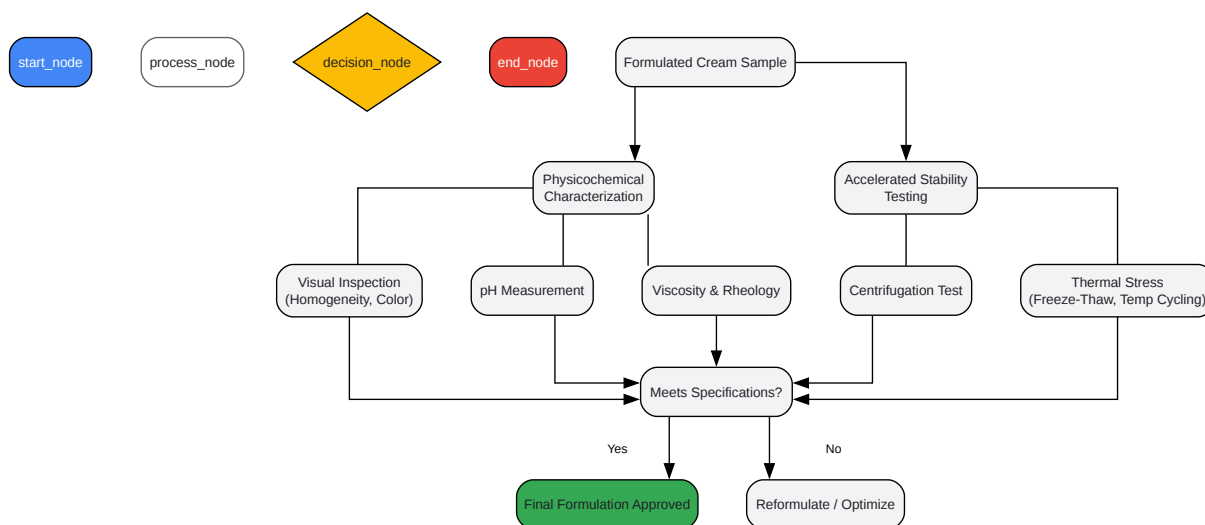 start_node
process_node
decision_node
end_node
Formulated Cream Sample
Physicochemical
Characterization
Accelerated Stability
Testing
Visual Inspection
(Homogeneity, Color)
pH Measurement
Viscosity & Rheology
Centrifugation Test
Thermal Stress
(Freeze-Thaw, Temp Cycling)
Meets Specifications?
Yes
No
Final Formulation Approved
Reformulate / Optimize